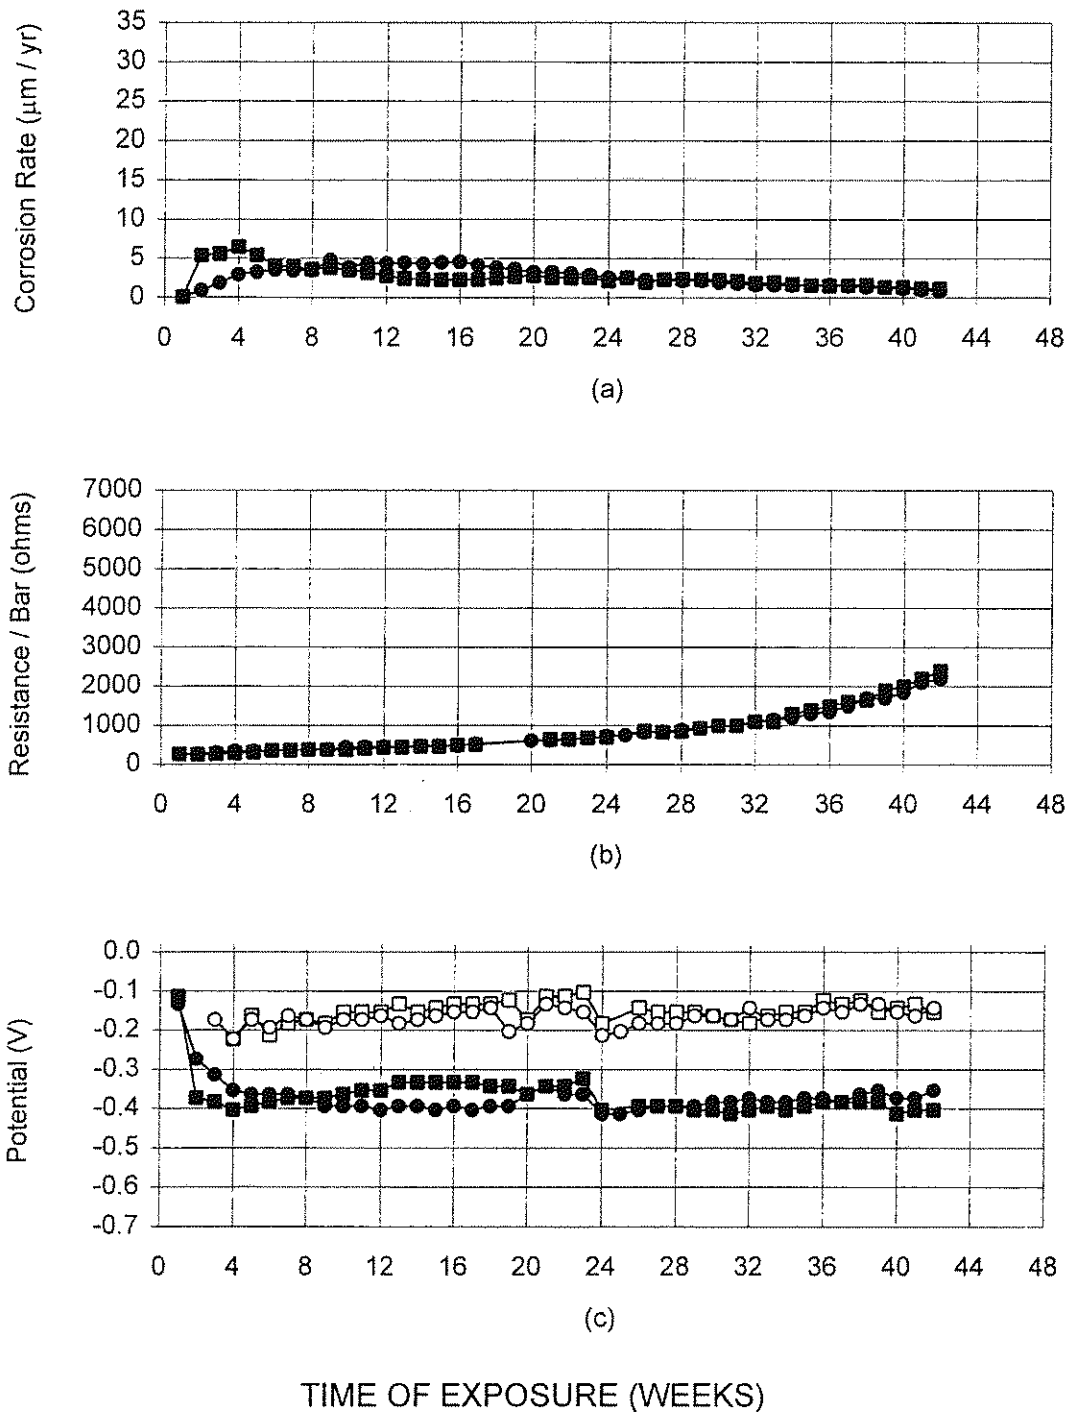 Corrosion Rate (μm / yr)
35
30
25
20
15
10
5
0
0 4 8 12 16 20 24 28 32 36 40 44 48
(a)
Resistance / Bar (ohms)
7000
6000
5000
4000
3000
2000
1000
0
0 4 8 12 16 20 24 28 32 36 40 44 48
(b)
Potential (V)
0.0
-0.1
-0.2
-0.3
-0.4
-0.5
-0.6
-0.7
0 4 8 12 16 20 24 28 32 36 40 44 48
(c)
TIME OF EXPOSURE (WEEKS)